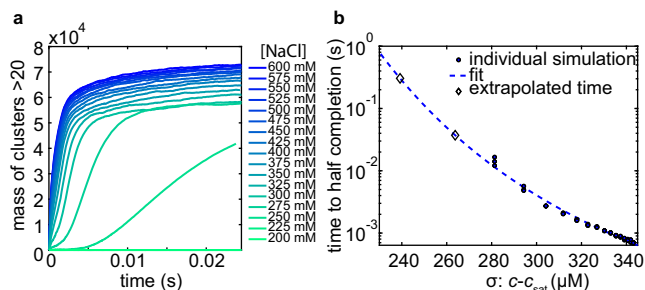 a
8 ×10⁴
7
6
5
4
3
2
1
0
0
0.01
0.02
mass of clusters >20
time (s)
[NaCl]
600 mM
575 mM
550 mM
525 mM
500 mM
475 mM
450 mM
425 mM
400 mM
375 mM
350 mM
325 mM
300 mM
275 mM
250 mM
225 mM
200 mM
b
10⁰
10⁻¹
10⁻²
10⁻³
time to half completion (s)
individual simulation
fit
extrapolated time
240
260
280
300
320
340
σ: c-c_sat (μM)